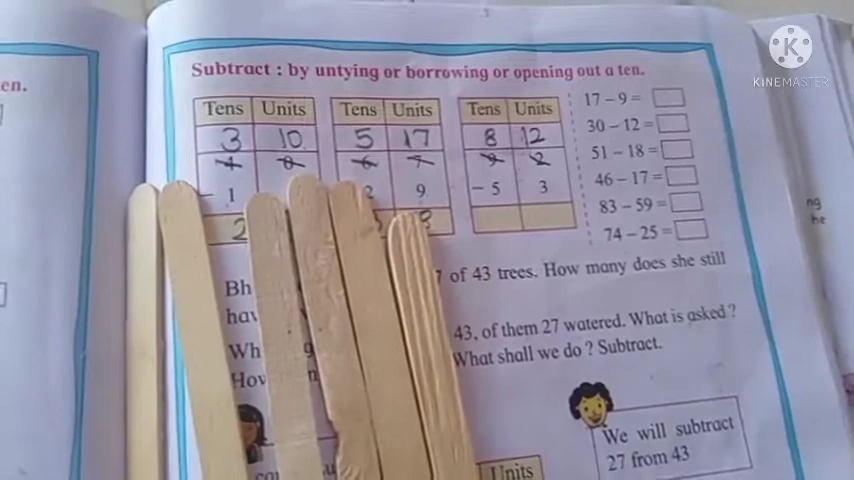 en.
Subtract : by untying or borrowing or opening out a ten.
Tens Units Tens Units Tens Units
3 10 5 17 8 12
4 0 6 7 9 2
- 1 2 9 - 5 3
2 8
17 - 9 =
30 - 12 =
51 - 18 =
46 - 17 =
83 - 59 =
74 - 25 =
7 of 43 trees. How many does she still
43, of them 27 watered. What is asked ?
What shall we do ? Subtract.
We will subtract
27 from 43
Units
ng
he
K
KINEMASTER